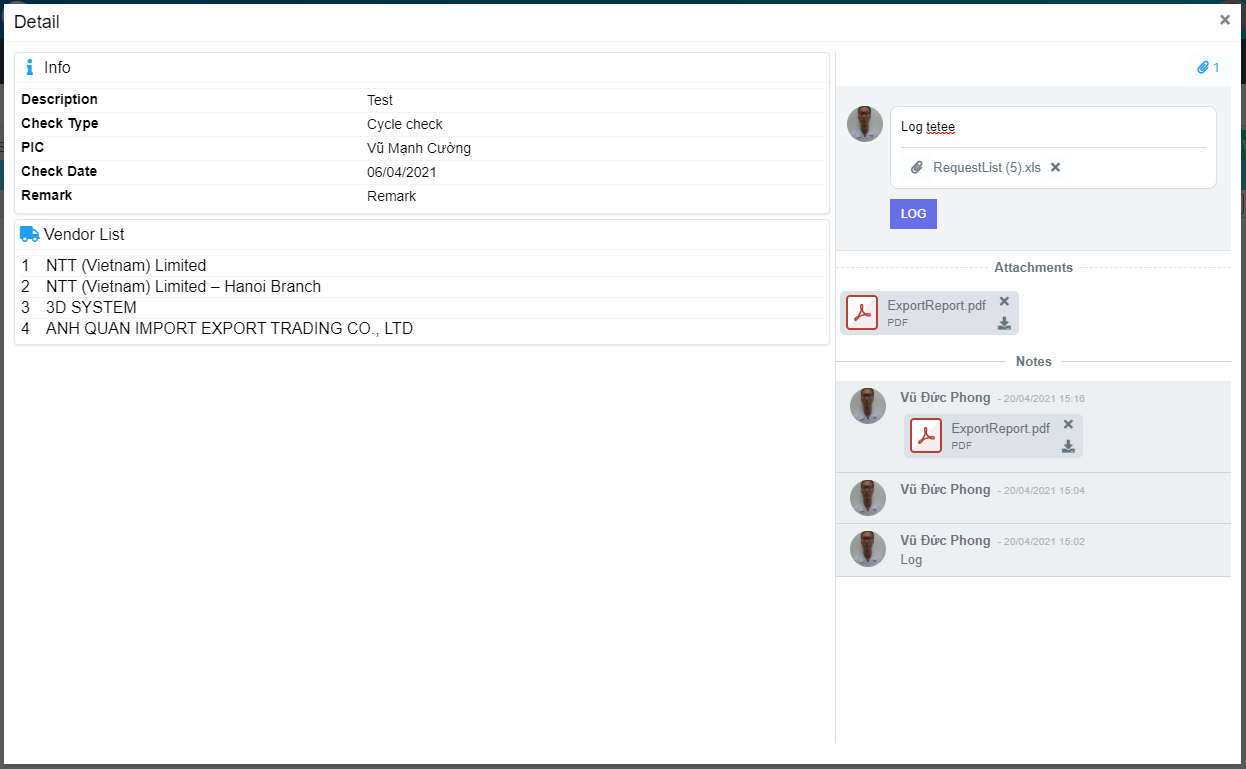 Detail
Info
Description Test
Check Type Cycle check
PIC Vũ Mạnh Cường
Check Date 06/04/2021
Remark Remark
Vendor List
1 NTT (Vietnam) Limited
2 NTT (Vietnam) Limited – Hanoi Branch
3 3D SYSTEM
4 ANH QUAN IMPORT EXPORT TRADING CO., LTD
1
Log tetee
RequestList (5).xls
LOG
Attachments
ExportReport.pdf
PDF
Notes
Vũ Đức Phong - 20/04/2021 15:16
ExportReport.pdf
PDF
Vũ Đức Phong - 20/04/2021 15:04
Vũ Đức Phong - 20/04/2021 15:02
Log